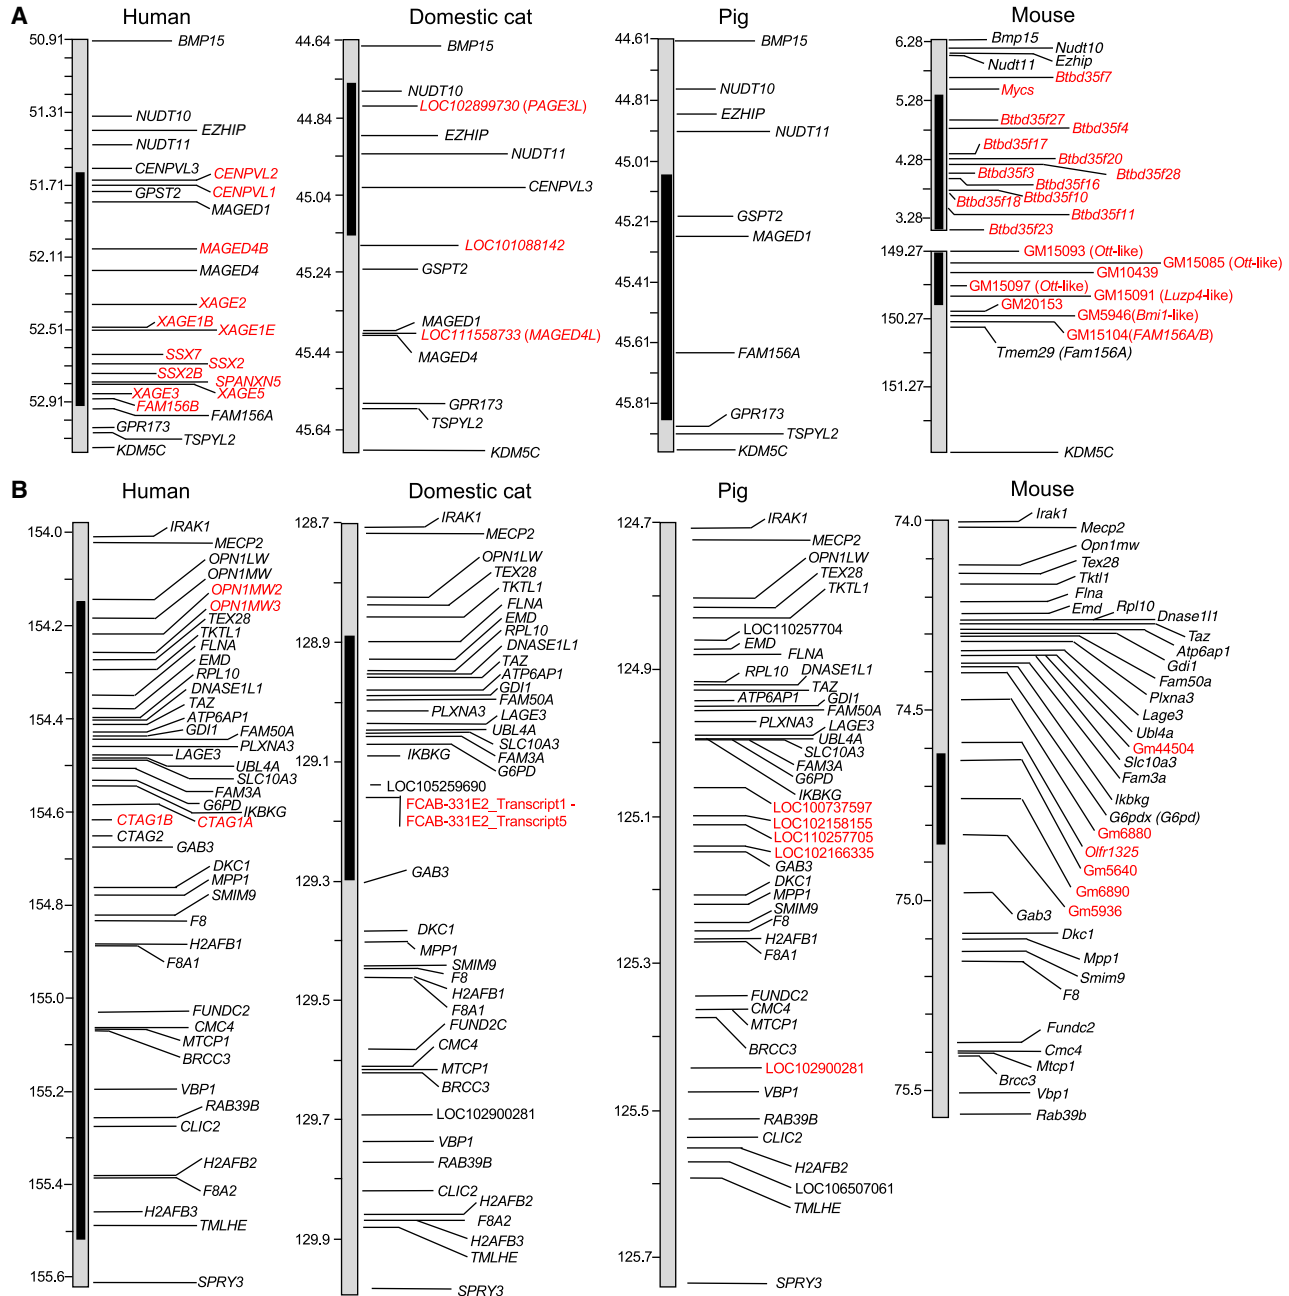 A
Human
50.91
51.31
51.71
52.11
52.51
52.91
BMP15
NUDT10
EZHIP
NUDT11
CENPVL3
CENPVL2
CENPVL1
GPST2
MAGED1
MAGED4B
MAGED4
XAGE2
XAGE1B
XAGE1E
SSX7
SSX2
SSX2B
SPANXN5
XAGE3
XAGE5
FAM156B
FAM156A
GPR173
TSPYL2
KDM5C
Domestic cat
44.64
44.84
45.04
45.24
45.44
45.64
BMP15
NUDT10
LOC102899730 (PAGE3L)
EZHIP
NUDT11
CENPVL3
LOC101088142
GSPT2
MAGED1
LOC111558733 (MAGED4L)
MAGED4
GPR173
TSPYL2
KDM5C
Pig
44.61
44.81
45.01
45.21
45.41
45.61
45.81
BMP15
NUDT10
EZHIP
NUDT11
GSPT2
MAGED1
FAM156A
GPR173
TSPYL2
KDM5C
Mouse
6.28
5.28
4.28
3.28
149.27
150.27
151.27
Bmp15
Nudt10
Ezhip
Nudt11
Btbd35f7
Mycs
Btbd35f27
Btbd35f4
Btbd35f17
Btbd35f20
Btbd35f28
Btbd35f3
Btbd35f16
Btbd35f10
Btbd35f18
Btbd35f11
Btbd35f23
GM15093 (Ott-like)
GM15085 (Ott-like)
GM10439
GM15097 (Ott-like)
GM15091 (Luzp4-like)
GM20153
GM5946(Bmi1-like)
GM15104(FAM156A/B)
Tmem29 (Fam156A)
KDM5C
B
Human
154.0
154.2
154.4
154.6
154.8
155.0
155.2
155.4
155.6
IRAK1
MECP2
OPN1LW
OPN1MW
OPN1MW2
OPN1MW3
TEX28
TKTL1
FLNA
EMD
RPL10
DNASE1L1
TAZ
ATP6AP1
GDI1
FAM50A
PLXNA3
LAGE3
UBL4A
SLC10A3
FAM3A
G6PD
IKBKG
CTAG1B
CTAG1A
CTAG2
GAB3
DKC1
MPP1
SMIM9
F8
H2AFB1
F8A1
FUNDC2
CMC4
MTCP1
BRCC3
VBP1
RAB39B
CLIC2
H2AFB2
F8A2
H2AFB3
TMLHE
SPRY3
Domestic cat
128.7
128.9
129.1
129.3
129.5
129.7
129.9
IRAK1
MECP2
OPN1LW
TEX28
TKTL1
FLNA
EMD
RPL10
DNASE1L1
TAZ
ATP6AP1
GDI1
FAM50A
PLXNA3
LAGE3
UBL4A
SLC10A3
IKBKG
FAM3A
G6PD
LOC105259690
FCAB-331E2_Transcript1 -
FCAB-331E2_Transcript5
GAB3
DKC1
MPP1
SMIM9
F8
H2AFB1
F8A1
FUND2C
CMC4
MTCP1
BRCC3
LOC102900281
VBP1
RAB39B
CLIC2
H2AFB2
F8A2
H2AFB3
TMLHE
SPRY3
Pig
124.7
124.9
125.1
125.3
125.5
125.7
IRAK1
MECP2
OPN1LW
TEX28
TKTL1
LOC110257704
EMD
FLNA
RPL10
DNASE1L1
TAZ
ATP6AP1
GDI1
FAM50A
PLXNA3
LAGE3
UBL4A
SLC10A3
FAM3A
G6PD
IKBKG
LOC100737597
LOC102158155
LOC110257705
LOC102166335
GAB3
DKC1
MPP1
SMIM9
F8
H2AFB1
F8A1
FUNDC2
CMC4
MTCP1
BRCC3
LOC102900281
VBP1
RAB39B
CLIC2
H2AFB2
LOC106507061
TMLHE
SPRY3
Mouse
74.0
74.5
75.0
75.5
Irak1
Mecp2
Opn1mw
Tex28
Tktl1
Flna
Emd
Rpl10
Dnase1l1
Taz
Atp6ap1
Gdi1
Fam50a
Plxna3
Lage3
Ubl4a
Gm44504
Slc10a3
Fam3a
Ikbkg
G6pdx (G6pd)
Gm6880
Olfr1325
Gm5640
Gm6890
Gm5936
Gab3
Dkc1
Mpp1
Smim9
F8
Fundc2
Cmc4
Mtcp1
Brcc3
Vbp1
Rab39b